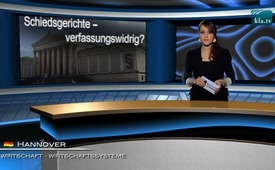 Schiedsgerichte –
verfassungswidrig?
kla.tv
Hannover
Wirtschaft - Wirtschaftssysteme